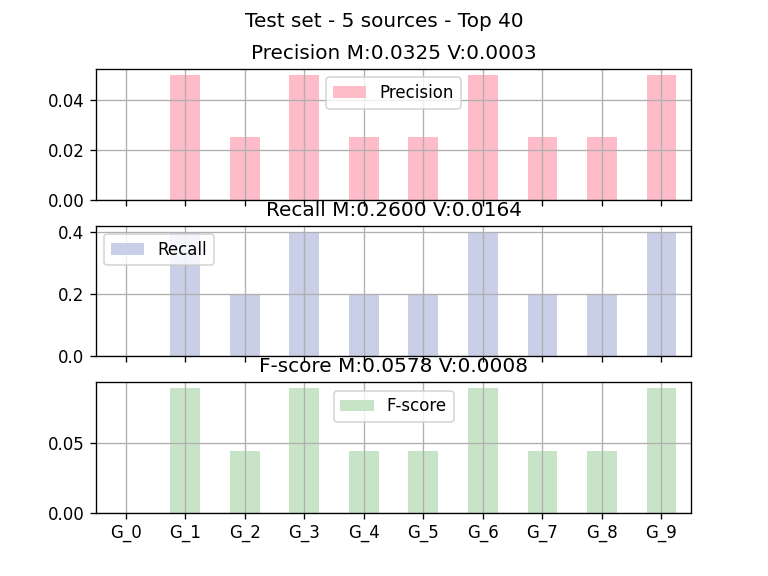 Test set - 5 sources - Top 40
Precision M:0.0325 V:0.0003
Precision
0.04
0.02
0.00
Recall M:0.2600 V:0.0164
Recall
0.4
0.2
0.0
F-score M:0.0578 V:0.0008
F-score
0.05
0.00
G_0 G_1 G_2 G_3 G_4 G_5 G_6 G_7 G_8 G_9